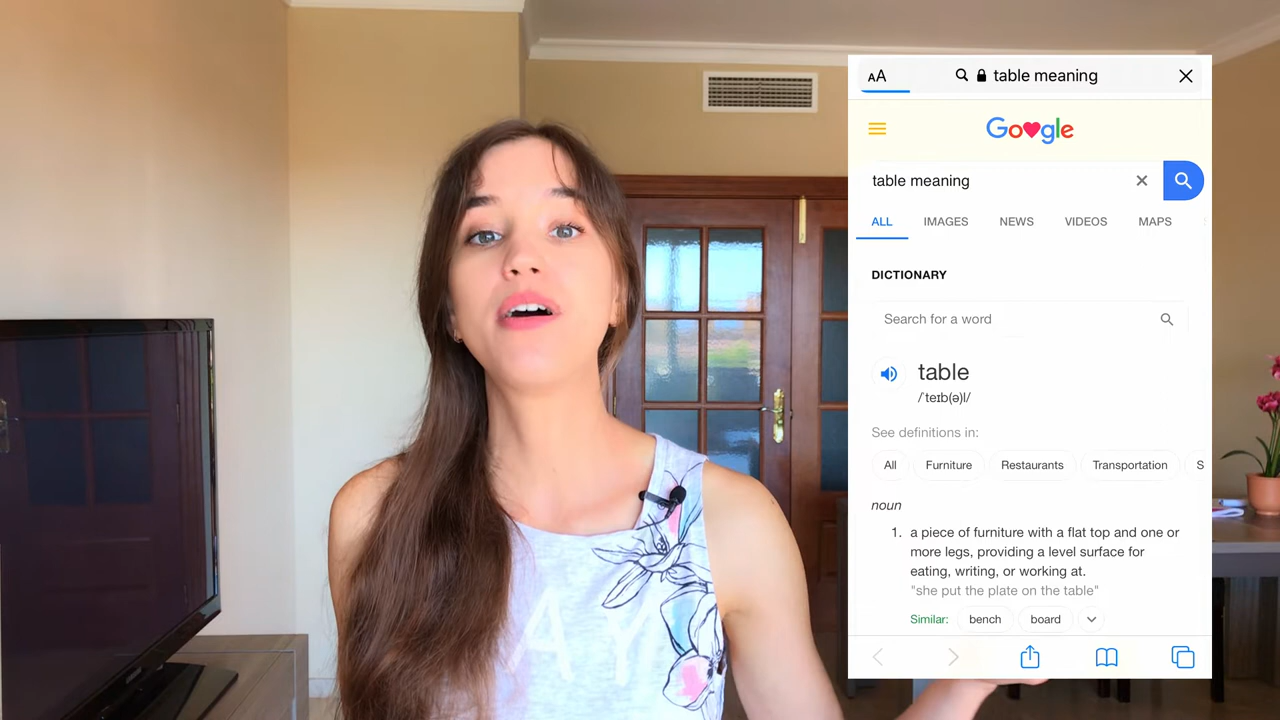 AA table meaning
Google
table meaning
ALL IMAGES NEWS VIDEOS MAPS
DICTIONARY
Search for a word
table
/ˈteɪb(ə)l/
See definitions in:
All Furniture Restaurants Transportation S
noun
1. a piece of furniture with a flat top and one or
more legs, providing a level surface for
eating, writing, or working at.
"she put the plate on the table"
Similar: bench board
AY